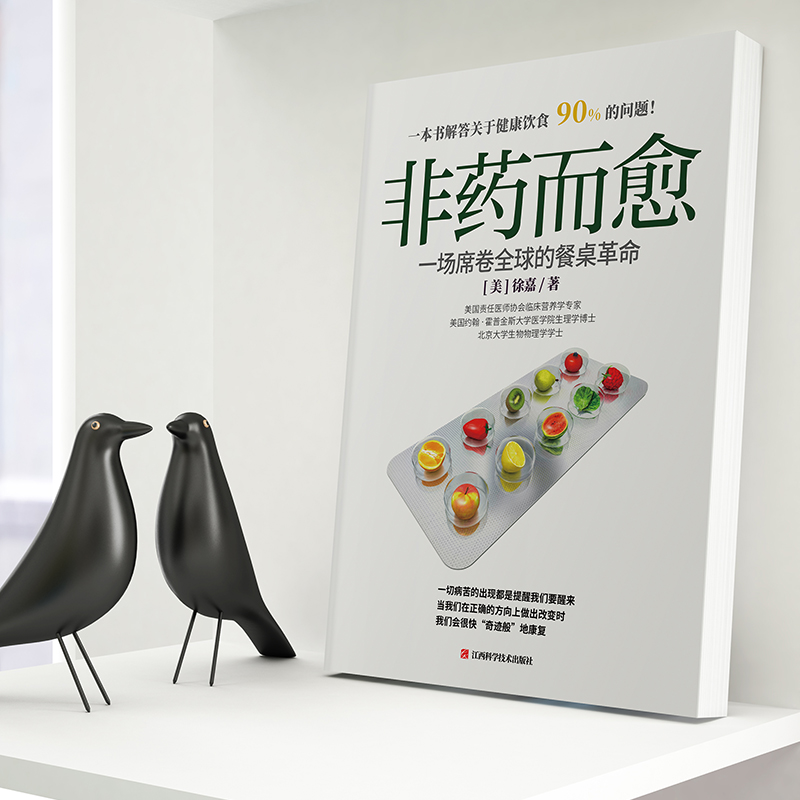 一本书解答关于健康饮食 90% 的问题！
非药而愈
一场席卷全球的餐桌革命
［美］徐嘉/著
美国责任医师协会临床营养学专家
美国约翰·霍普金斯大学医学院生理学博士
北京大学生物物理学学士
一切病苦的出现都是提醒我们要醒来
当我们在正确的方向上做出改变时
我们会很快“奇迹般”地康复
江西科学技术出版社